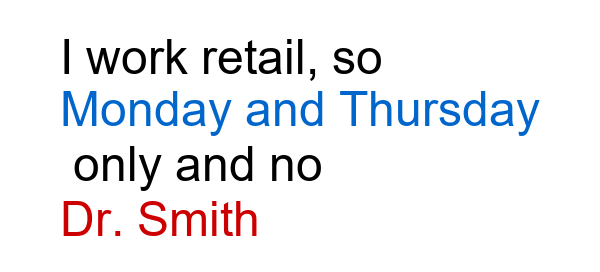 I work retail, so
Monday and Thursday
only and no
Dr. Smith